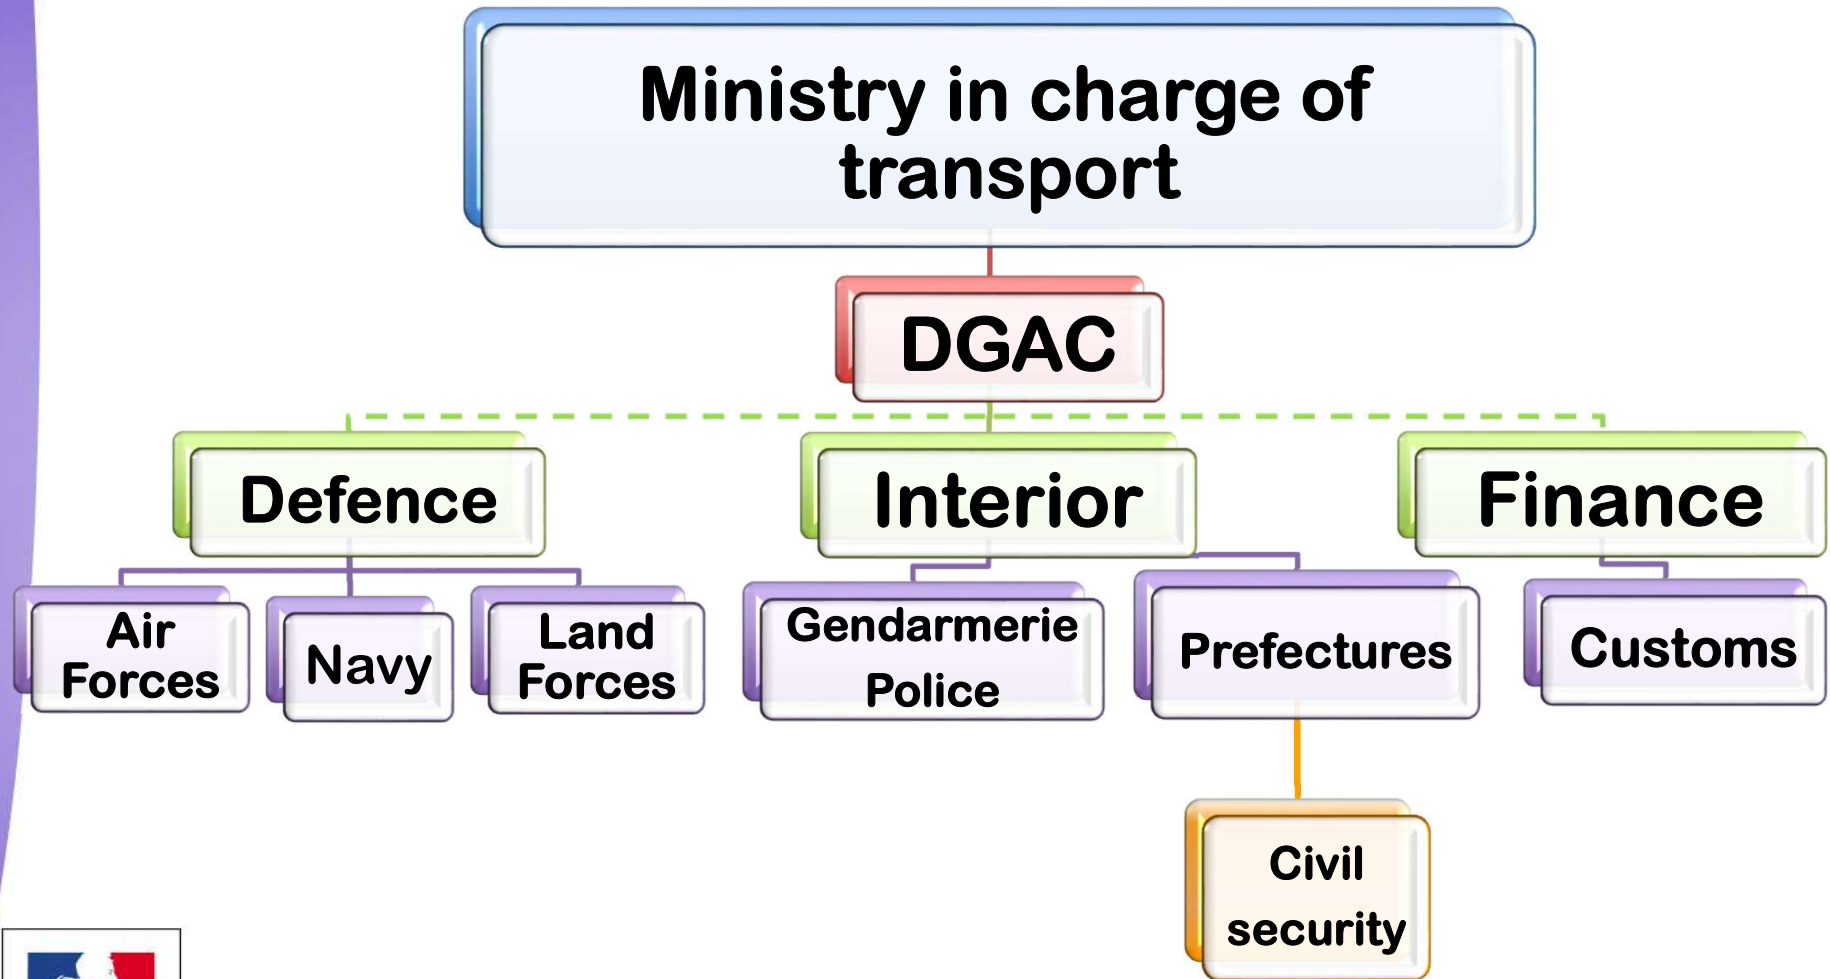 Ministry in charge of
transport
DGAC
Defence
Interior
Finance
Air
Forces
Navy
Land
Forces
Gendarmerie
Police
Prefectures
Customs
Civil
security